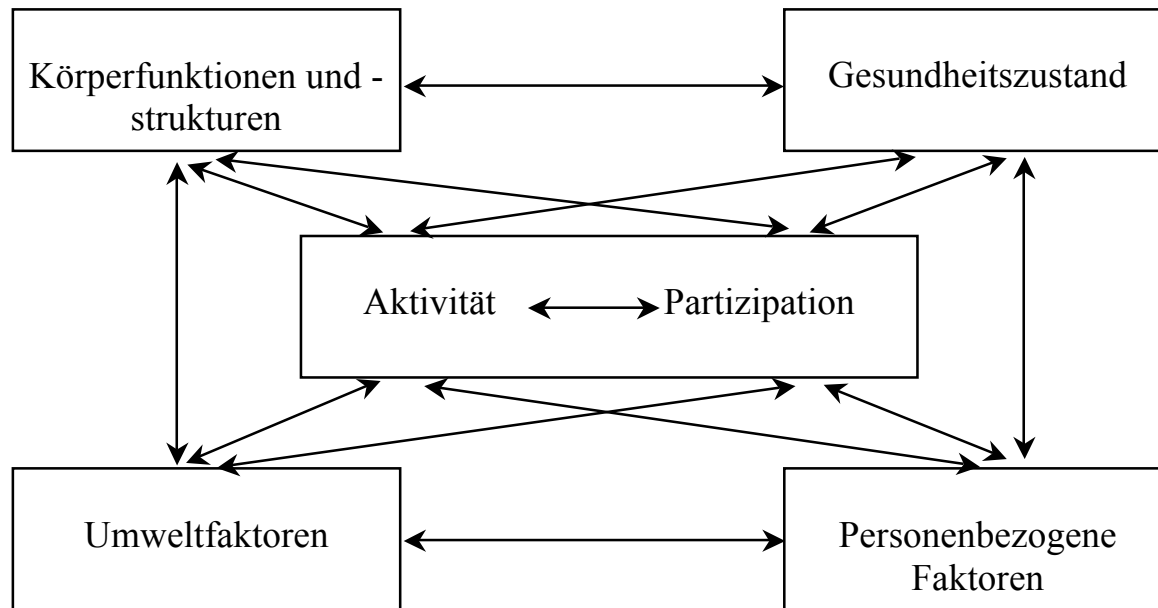 Körperfunktionen und -
strukturen
Gesundheitszustand
Aktivität
Partizipation
Umweltfaktoren
Personenbezogene
Faktoren